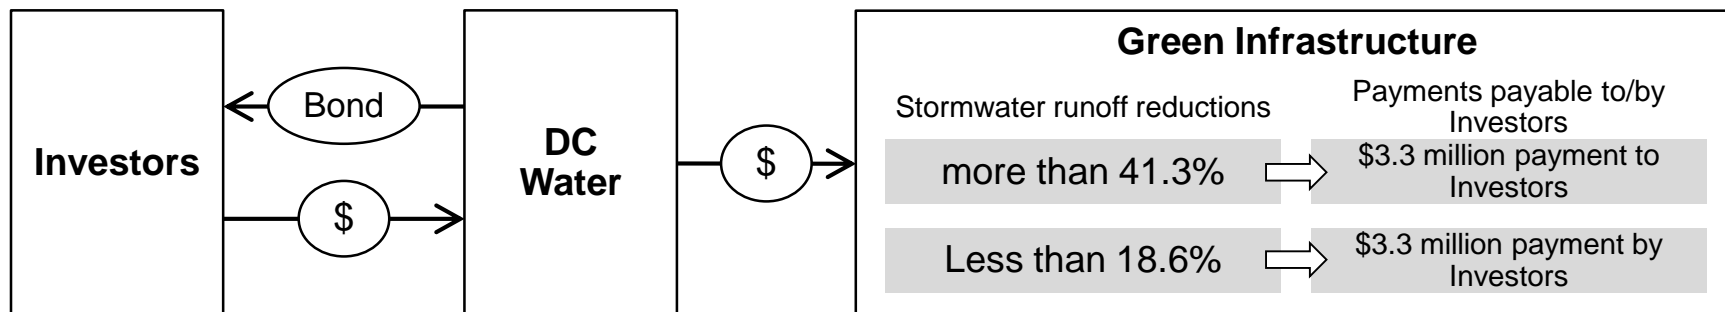 Investors
Bond
$
DC
Water
$
Green Infrastructure
Stormwater runoff reductions
Payments payable to/by
Investors
more than 41.3%
$3.3 million payment to
Investors
Less than 18.6%
$3.3 million payment by
Investors